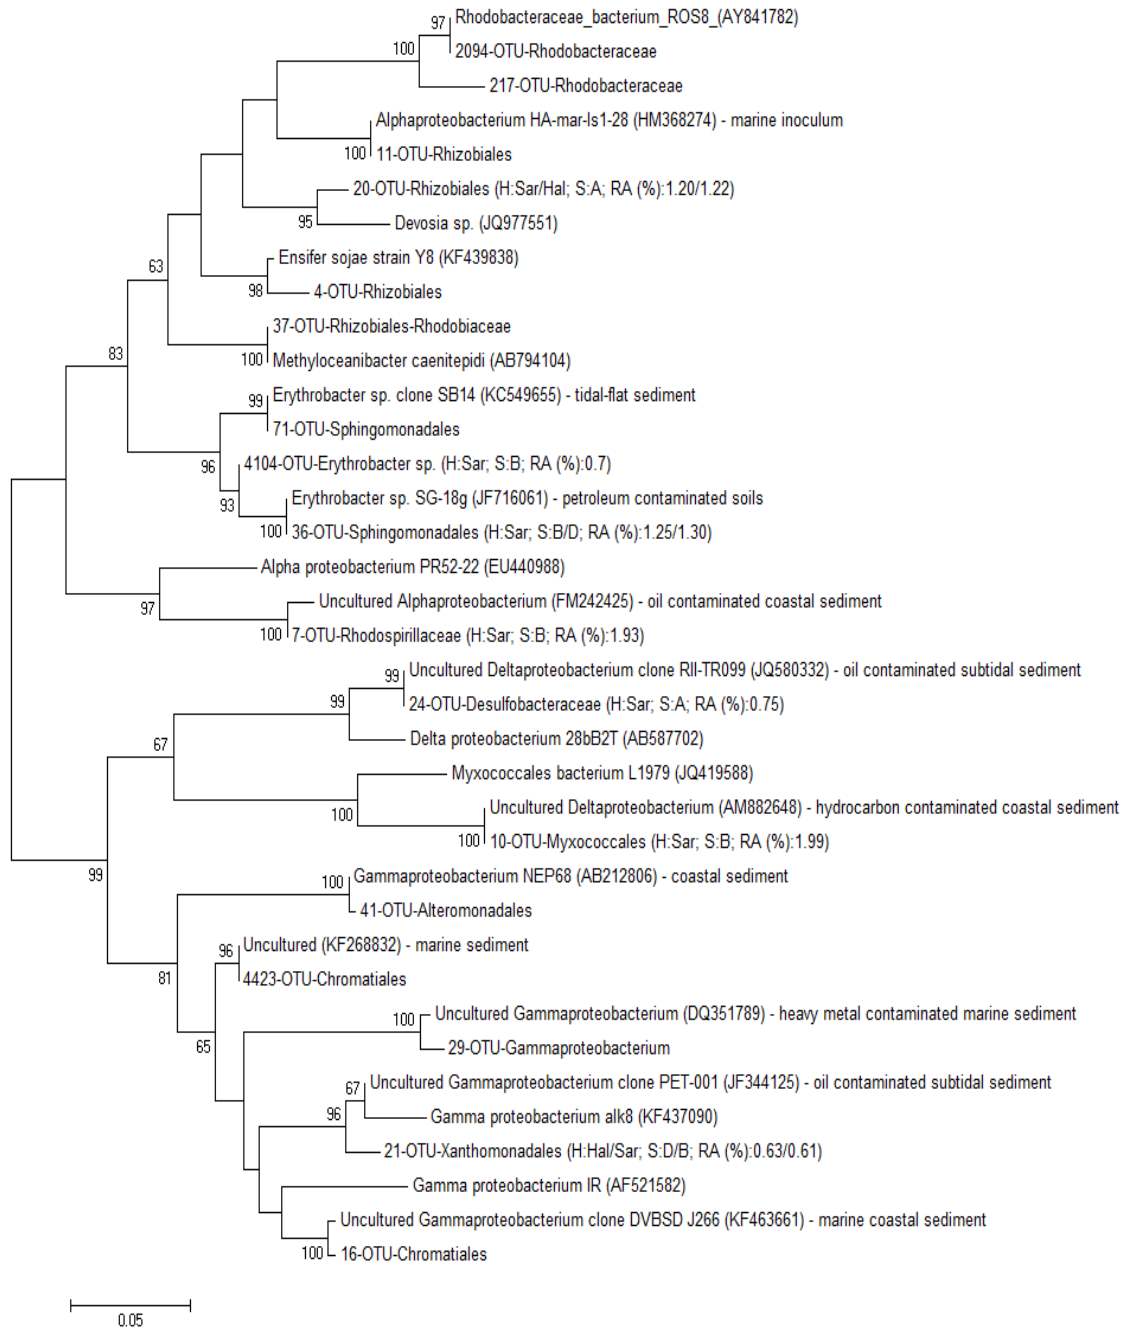 Rhodobacteraceae_bacterium_ROS8_(AY841782)
97
2094-OTU-Rhodobacteraceae
100
217-OTU-Rhodobacteraceae
Alphaproteobacterium HA-mar-Is1-28 (HM368274) - marine inoculum
100
11-OTU-Rhizobiales
20-OTU-Rhizobiales (H:Sar/Hal; S:A; RA (%):1.20/1.22)
95
Devosia sp. (JQ977551)
Ensifer sojae strain Y8 (KF439838)
63
98
4-OTU-Rhizobiales
37-OTU-Rhizobiales-Rhodobiaceae
83
100
Methyloceanibacter caenitepidi (AB794104)
Erythrobacter sp. clone SB14 (KC549655) - tidal-flat sediment
99
71-OTU-Sphingomonadales
96
4104-OTU-Erythrobacter sp. (H:Sar; S:B; RA (%):0.7)
Erythrobacter sp. SG-18g (JF716061) - petroleum contaminated soils
93
100
36-OTU-Sphingomonadales (H:Sar; S:B/D; RA (%):1.25/1.30)
Alpha proteobacterium PR52-22 (EU440988)
97
Uncultured Alphaproteobacterium (FM242425) - oil contaminated coastal sediment
100
7-OTU-Rhodospirillaceae (H:Sar; S:B; RA (%):1.93)
Uncultured Deltaproteobacterium clone RII-TR099 (JQ580332) - oil contaminated subtidal sediment
99
99
24-OTU-Desulfobacteraceae (H:Sar; S:A; RA (%):0.75)
67
Delta proteobacterium 28bB2T (AB587702)
Myxococcales bacterium L1979 (JQ419588)
100
Uncultured Deltaproteobacterium (AM882648) - hydrocarbon contaminated coastal sediment
100
10-OTU-Myxococcales (H:Sar; S:B; RA (%):1.99)
99
Gammaproteobacterium NEP68 (AB212806) - coastal sediment
100
41-OTU-Alteromonadales
Uncultured (KF268832) - marine sediment
96
81
4423-OTU-Chromatiales
Uncultured Gammaproteobacterium (DQ351789) - heavy metal contaminated marine sediment
100
65
29-OTU-Gammaproteobacterium
Uncultured Gammaproteobacterium clone PET-001 (JF344125) - oil contaminated subtidal sediment
67
96
Gamma proteobacterium alk8 (KF437090)
21-OTU-Xanthomonadales (H:Hal/Sar; S:D/B; RA (%):0.63/0.61)
Gamma proteobacterium IR (AF521582)
Uncultured Gammaproteobacterium clone DVBSD J266 (KF463661) - marine coastal sediment
100
16-OTU-Chromatiales
0.05